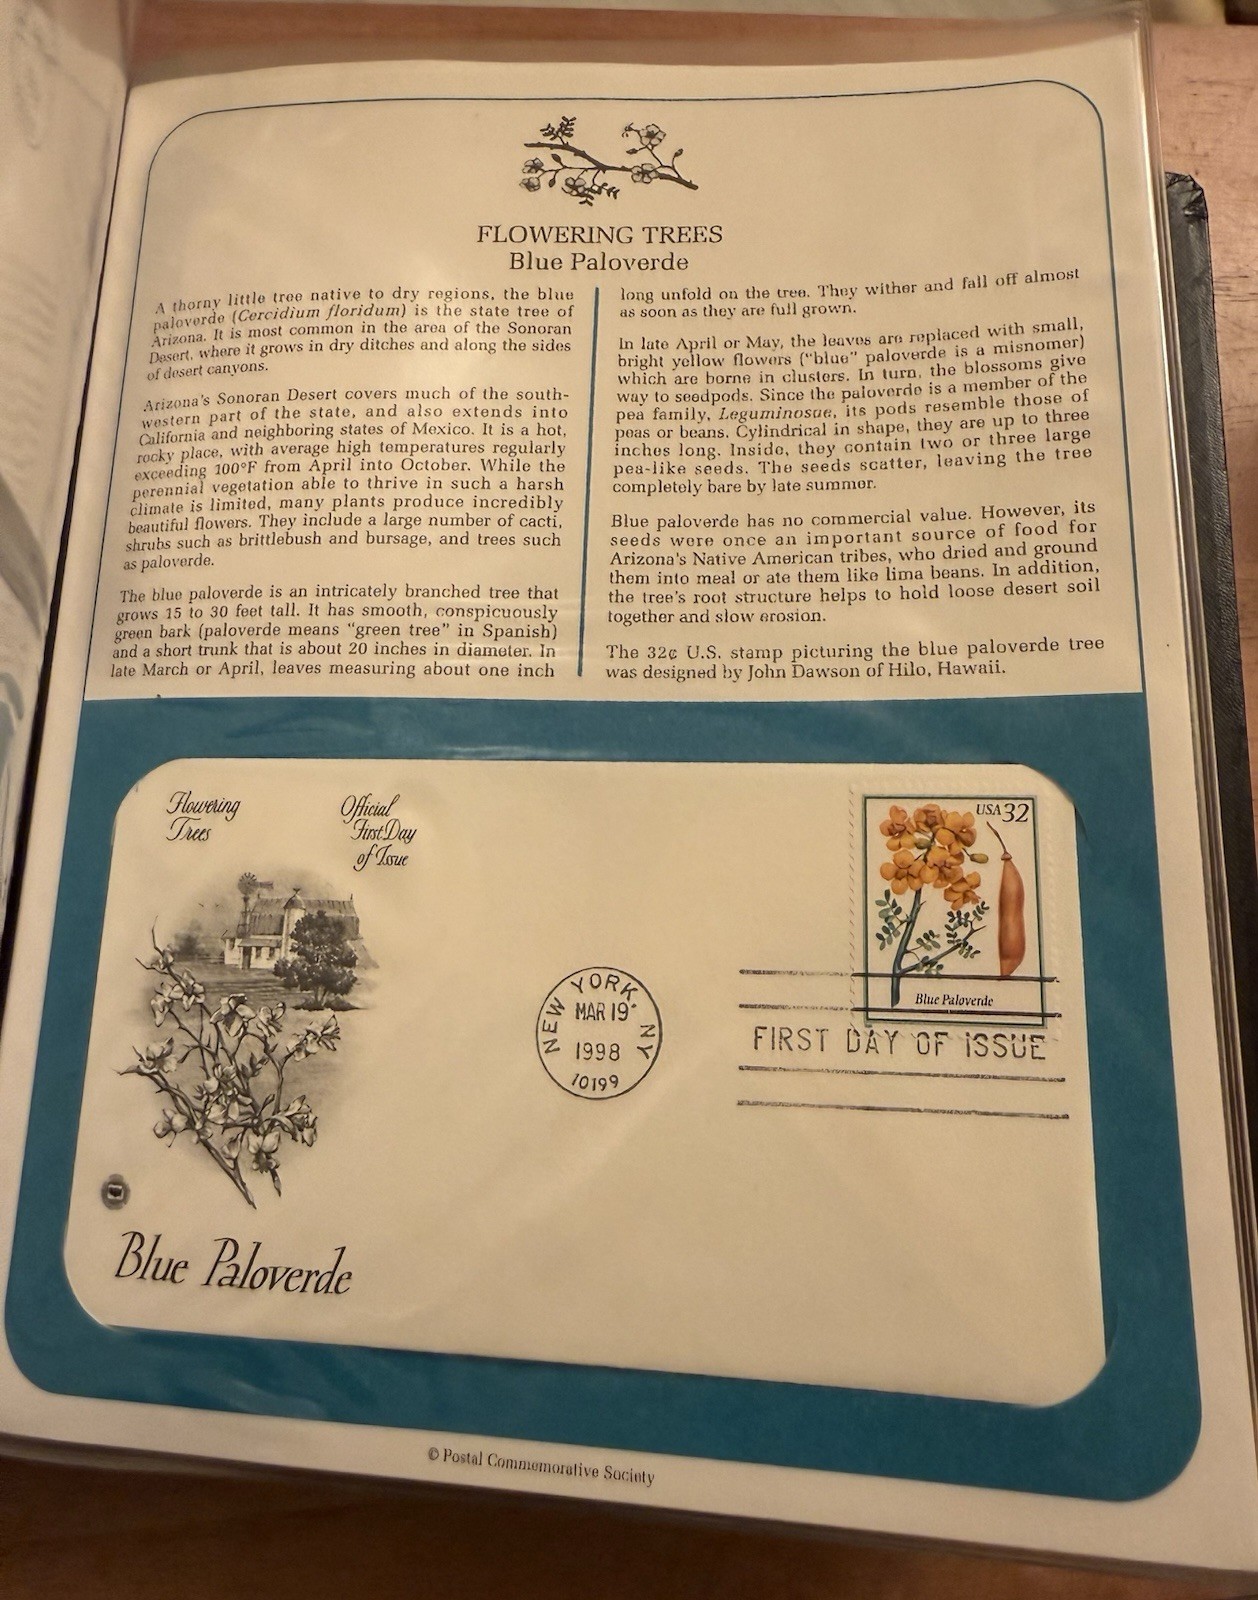 FLOWERING TREES
Blue Paloverde
A thorny little tree native to dry regions, the blue
paloverde (Cercidium floridum) is the state tree of
Arizona. It is most common in the area of the Sonoran
Desert, where it grows in dry ditches and along the sides
of desert canyons.
Arizona's Sonoran Desert covers much of the south-
western part of the state, and also extends into
California and neighboring states of Mexico. It is a hot,
rocky place, with average high temperatures regularly
exceeding 100°F from April into October. While the
perennial vegetation able to thrive in such a harsh
climate is limited, many plants produce incredibly
beautiful flowers. They include a large number of cacti,
shrubs such as brittlebush and bursage, and trees such
as paloverde.
The blue paloverde is an intricately branched tree that
grows 15 to 30 feet tall. It has smooth, conspicuously
green bark (paloverde means "green tree" in Spanish)
and a short trunk that is about 20 inches in diameter. In
late March or April, leaves measuring about one inch
long unfold on the tree. They wither and fall off almost
as soon as they are full grown.
In late April or May, the leaves are replaced with small,
bright yellow flowers ("blue" paloverde is a misnomer)
which are borne in clusters. In turn, the blossoms give
way to seedpods. Since the paloverde is a member of the
pea family, Leguminosae, its pods resemble those of
peas or beans. Cylindrical in shape, they are up to three
inches long. Inside, they contain two or three large
pea-like seeds. The seeds scatter, leaving the tree
completely bare by late summer.
Blue paloverde has no commercial value. However, its
seeds were once an important source of food for
Arizona's Native American tribes, who dried and ground
them into meal or ate them like lima beans. In addition,
the tree's root structure helps to hold loose desert soil
together and slow erosion.
The 32¢ U.S. stamp picturing the blue paloverde tree
was designed by John Dawson of Hilo, Hawaii.
Flowering
Trees
Official
First Day
of Issue
USA 32
Blue Paloverde
NEW YORK, NY
MAR 19
1998
10199
FIRST DAY OF ISSUE
Blue Paloverde
© Postal Commemorative Society